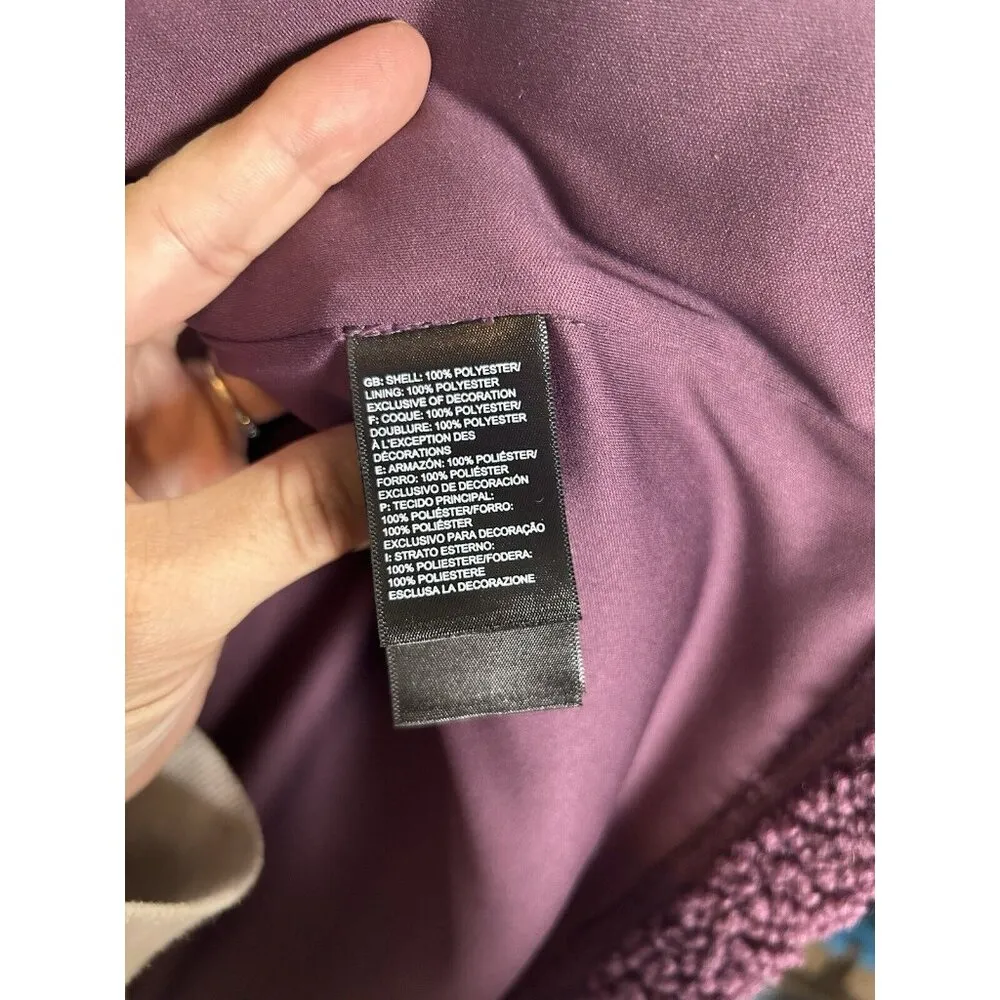 GB: SHELL: 100% POLYESTER/
LINING: 100% POLYESTER
EXCLUSIVE OF DECORATION
F: COQUE: 100% POLYESTER/
DOUBLURE: 100% POLYESTER
À L'EXCEPTION DES
DÉCORATIONS
E: ARMAZÓN: 100% POLIÉSTER/
FORRO: 100% POLIÉSTER
EXCLUSIVO DE DECORACIÓN
P: TECIDO PRINCIPAL:
100% POLIÉSTER/FORRO:
100% POLIÉSTER
EXCLUSIVO PARA DECORAÇÃO
I: STRATO ESTERNO:
100% POLIESTERE/FODERA:
100% POLIESTERE
ESCLUSA LA DECORAZIONE